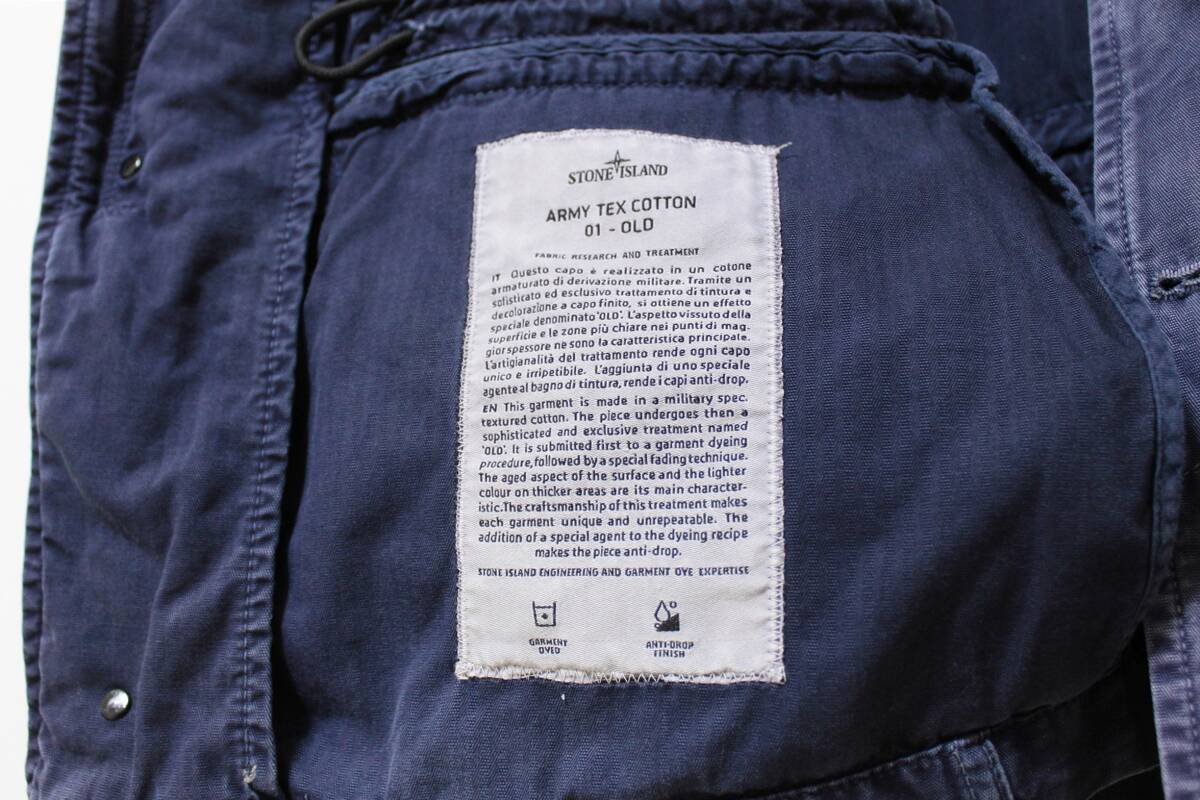 STONE ISLAND
ARMY TEX COTTON
01 - OLD
FABRIC RESEARCH AND TREATMENT
IT Questo capo è realizzato in un cotone
armaturato di derivazione militare. Tramite un
sofisticato ed esclusivo trattamento di tintura e
decolorazione a capo finito, si ottiene un effetto
speciale denominato 'OLD'. L'aspetto vissuto della
superficie e le zone più chiare nei punti di mag-
gior spessore ne sono la caratteristica principale.
L'artigianalità del trattamento rende ogni capo
unico e irripetibile. L'aggiunta di uno speciale
agente al bagno di tintura, rende i capi anti-drop.
EN This garment is made in a military spec.
textured cotton. The piece undergoes then a
sophisticated and exclusive treatment named
'OLD'. It is submitted first to a garment dyeing
procedure, followed by a special fading technique.
The aged aspect of the surface and the lighter
colour on thicker areas are its main character-
istic. The craftsmanship of this treatment makes
each garment unique and unrepeatable. The
addition of a special agent to the dyeing recipe
makes the piece anti-drop.
STONE ISLAND ENGINEERING AND GARMENT DYE EXPERTISE
GARMENT
DYED
ANTI-DROP
FINISH